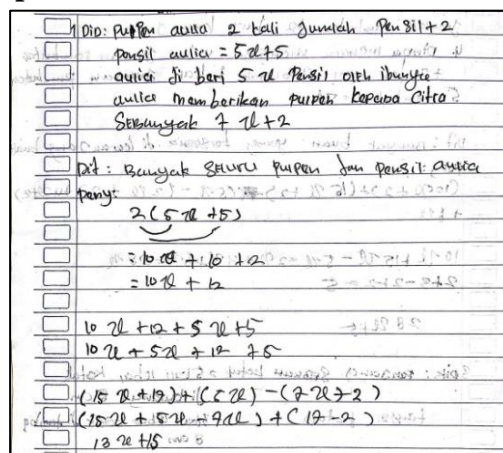 Did: Pulpen aulia 2 kali Jumlah Pensil + 2
Pensil aulia = 5x+5
aulia di beri 5x Pensil oleh ibunya
aulia memberikan pulpen kepada Citra
Sebanyak 7x+2
Dit: Banyak seluru pulpen dan pensil aulia
peny:
2(5x+5)
= 10x + 10 + 2
= 10x + 12
10x + 12 + 5x + 5
10x + 5x + 12 + 5
(15x + 17) + (5x) - (7x+2)
(15x + 5x + 7x) + (17 - 2)
13x + 15